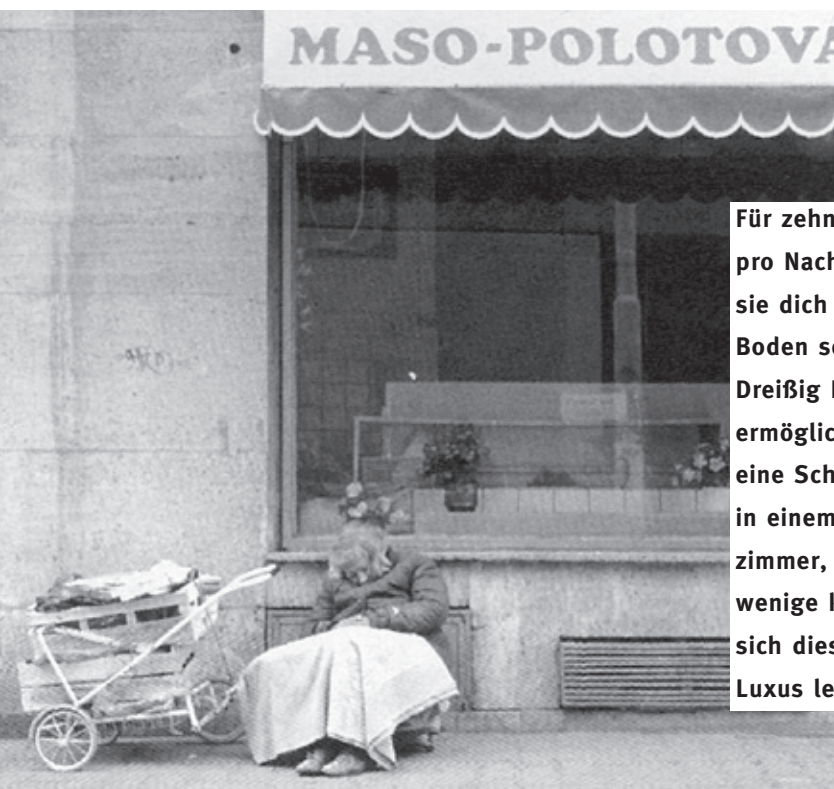 MASO-POLOTOVA
Für zehn
pro Nach
sie dich
Boden
Dreißig
ermöglic
eine Sch
in einem
zimmer,
wenige
sich dies
Luxus le